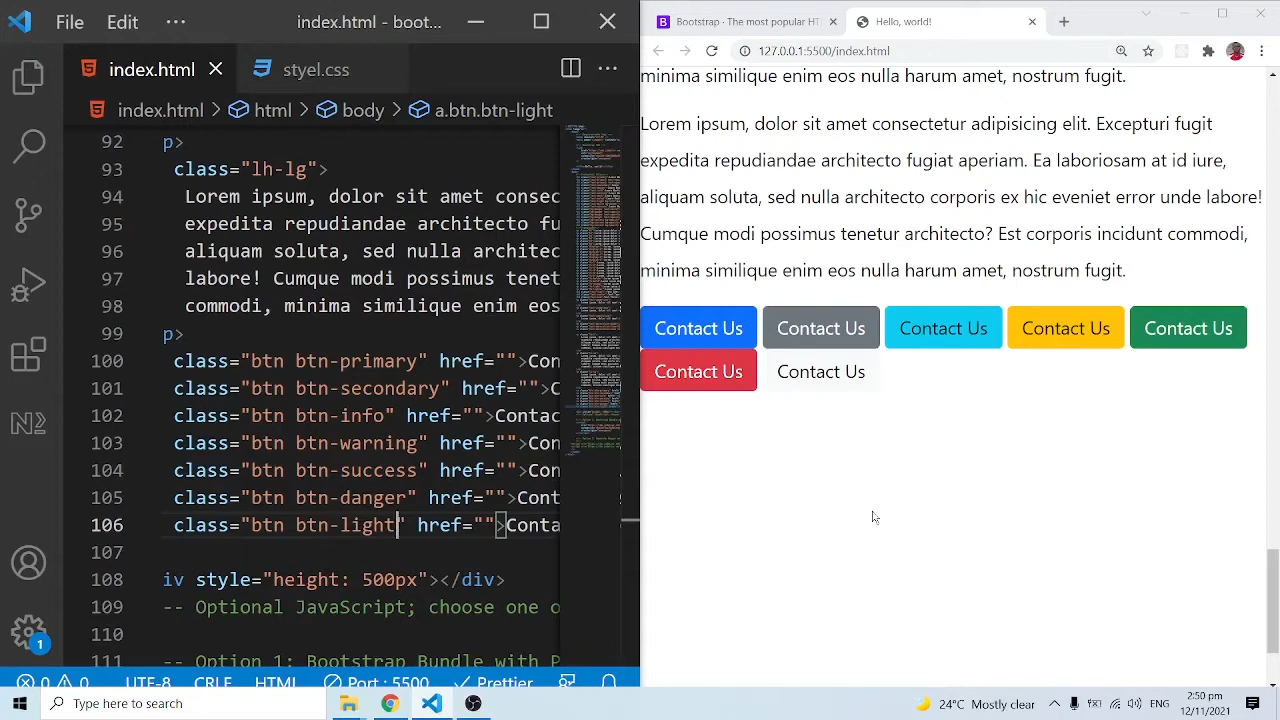 File Edit ··· index.html - boot...
index.html styel.css ···
index.html > html > body > a.btn.btn-light
92 p>
93 class="lh-lg"
94 Lorem ipsum, dolor sit amet consec
95 expedita repudiandae architecto fu
96 aliquam soluta, sed nulla architec
97 labore! Cumque modi possimus tenet
98 commodi, minima similique enim eos
99 p>
100 class="btn btn-primary" href="">Con
101 class="btn btn-secondary" href="">C
102 class="btn btn-info" href="">Contac
103 class="btn btn-warning" href="">Con
104 class="btn btn-success" href="">Con
105 class="btn btn-danger" href="">Cont
106 class="btn btn-light" href="">Conta
107
108 iv style="height: 500px"></div>
109 -- Optional JavaScript; choose one o
110
111 -- Option 1: Bootstrap Bundle with P
1
0 0 UTF-8 CRLF HTML Port : 5500 Prettier
Bootstrap · The most popular HT
Hello, world!
127.0.0.1:5500/index.html
minima similique enim eos nulla harum amet, nostrum fugit.
Lorem ipsum, dolor sit amet consectetur adipisicing elit. Excepturi fugit
expedita repudiandae architecto fugiat aperiam. Ea laboriosam at id iure,
aliquam soluta, sed nulla architecto corporis ex in, eveniet error unde labore!
Cumque modi possimus tenetur architecto? Est corporis incidunt commodi,
minima similique enim eos nulla harum amet, nostrum fugit.
Contact Us Contact Us Contact Us Contact Us Contact Us
Contact Us Contact Us
Type here to search
24°C Mostly clear
ENG
2:50 pm
12/11/2021